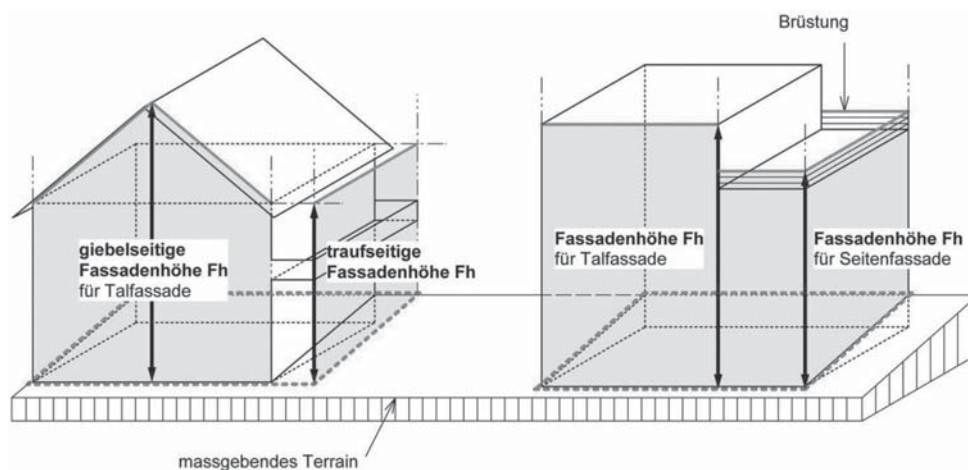 Brüstung
giebelseitige
Fassadenhöhe Fh
für Talfassade
traufseitige
Fassadenhöhe Fh
Fassadenhöhe Fh
für Talfassade
Fassadenhöhe Fh
für Seitenfassade
massgebendes Terrain